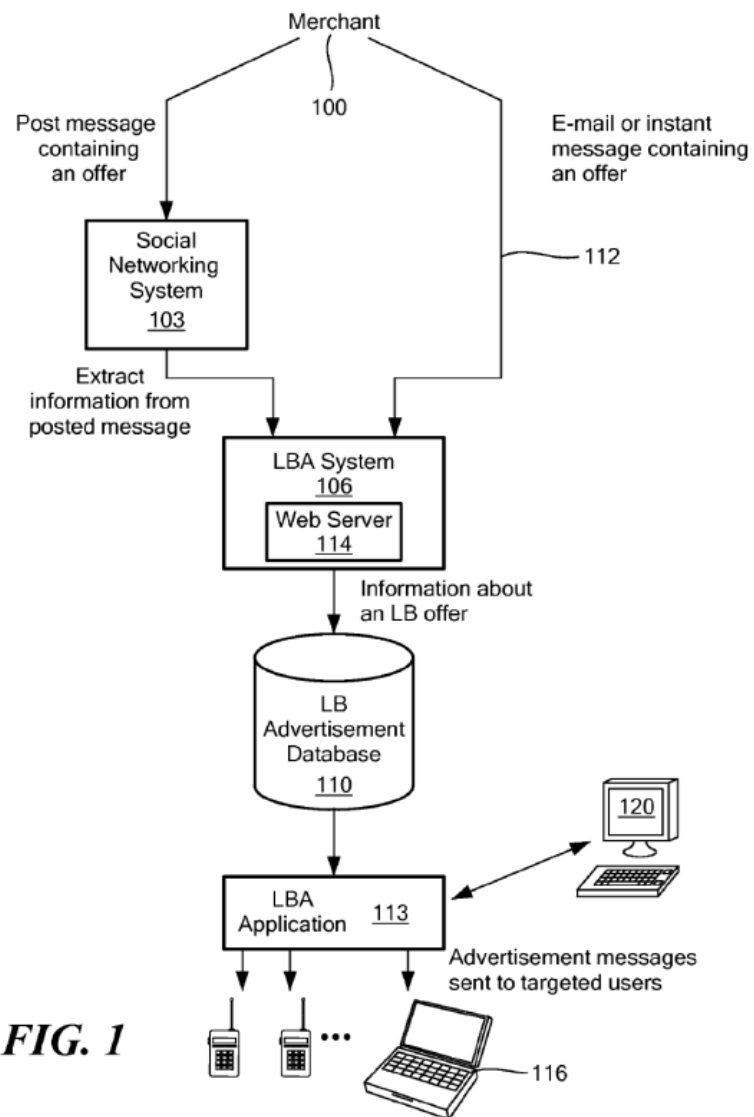 Merchant
100
Post message
containing
an offer
E-mail or instant
message containing
an offer
Social
Networking
System
103
112
Extract
information from
posted message
LBA System
106
Web Server
114
Information about
an LB offer
LB
Advertisement
Database
110
120
LBA
Application
113
Advertisement messages
sent to targeted users
FIG. 1
116